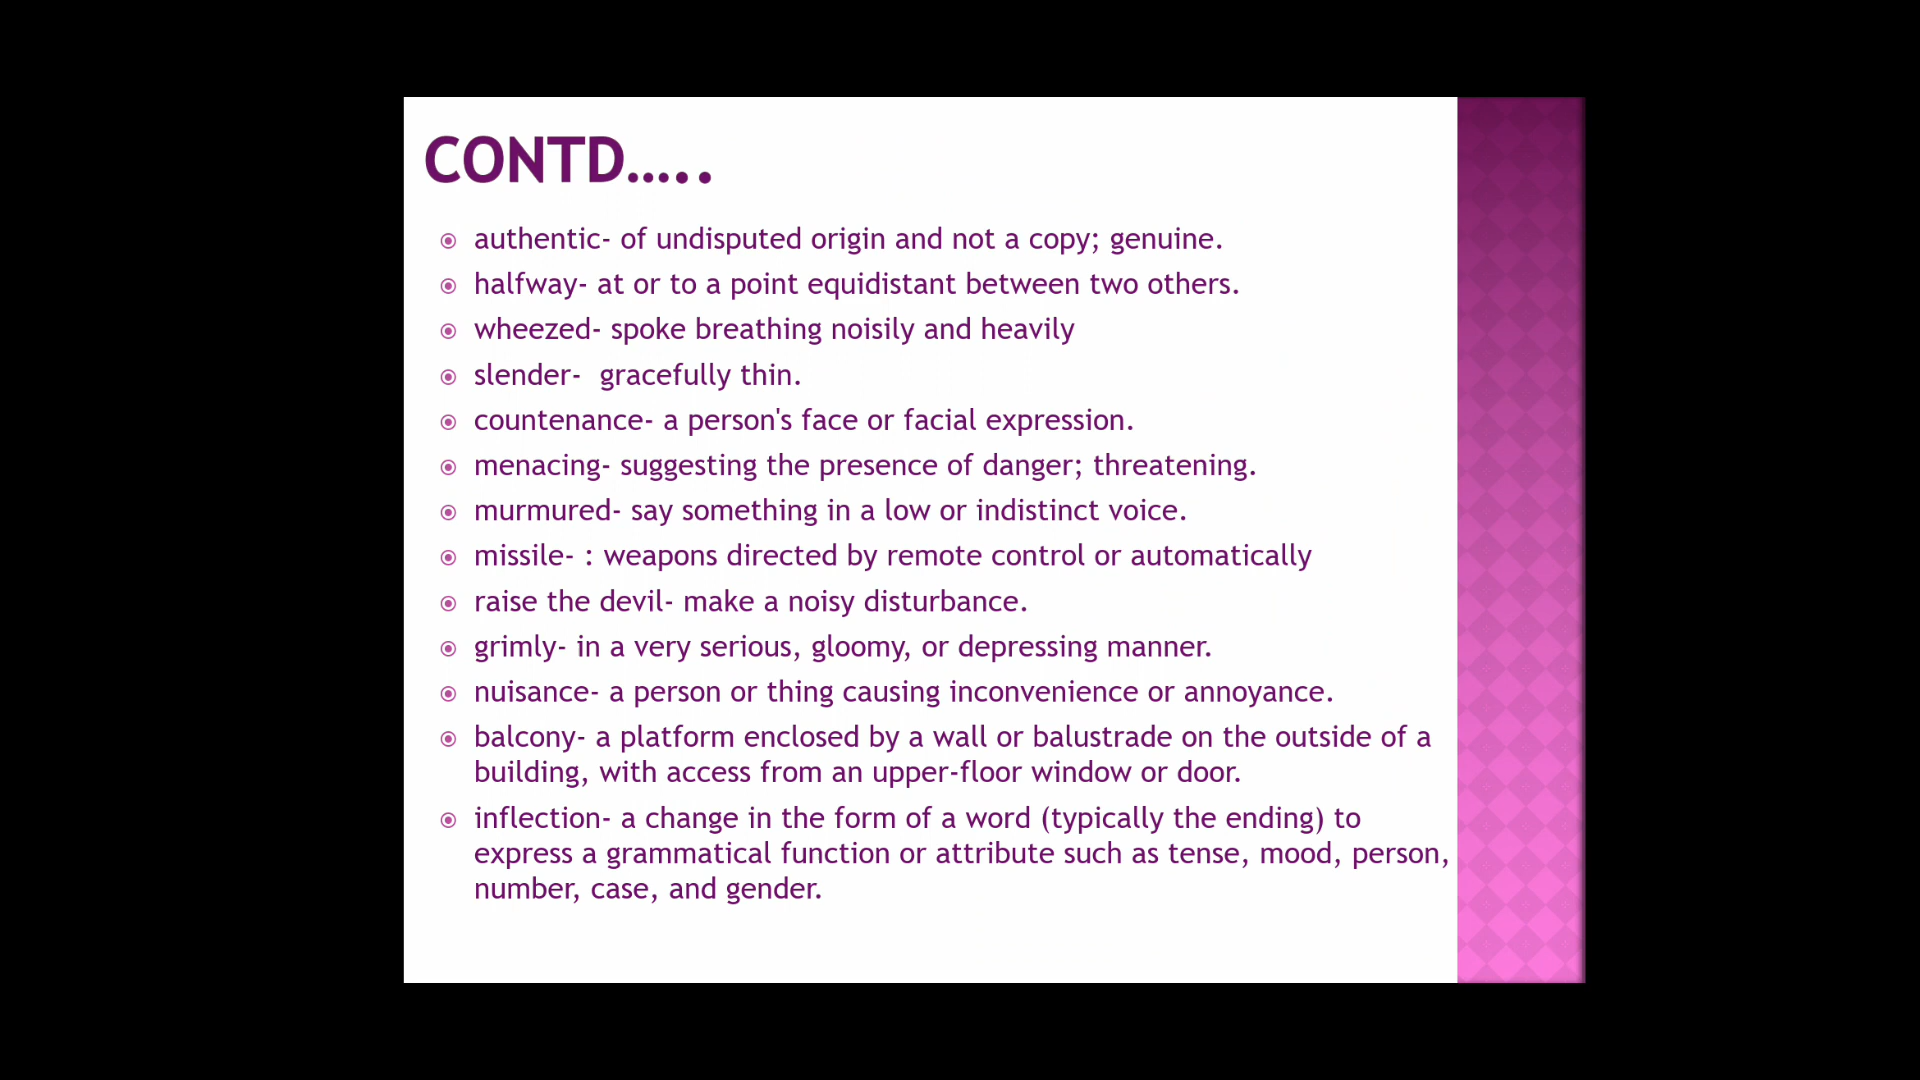 CONTD…..
authentic- of undisputed origin and not a copy; genuine.
halfway- at or to a point equidistant between two others.
wheezed- spoke breathing noisily and heavily
slender-  gracefully thin.
countenance- a person's face or facial expression.
menacing- suggesting the presence of danger; threatening.
murmured- say something in a low or indistinct voice.
missile- : weapons directed by remote control or automatically
raise the devil- make a noisy disturbance.
grimly- in a very serious, gloomy, or depressing manner.
nuisance- a person or thing causing inconvenience or annoyance.
balcony- a platform enclosed by a wall or balustrade on the outside of a
building, with access from an upper-floor window or door.
inflection- a change in the form of a word (typically the ending) to
express a grammatical function or attribute such as tense, mood, person,
number, case, and gender.